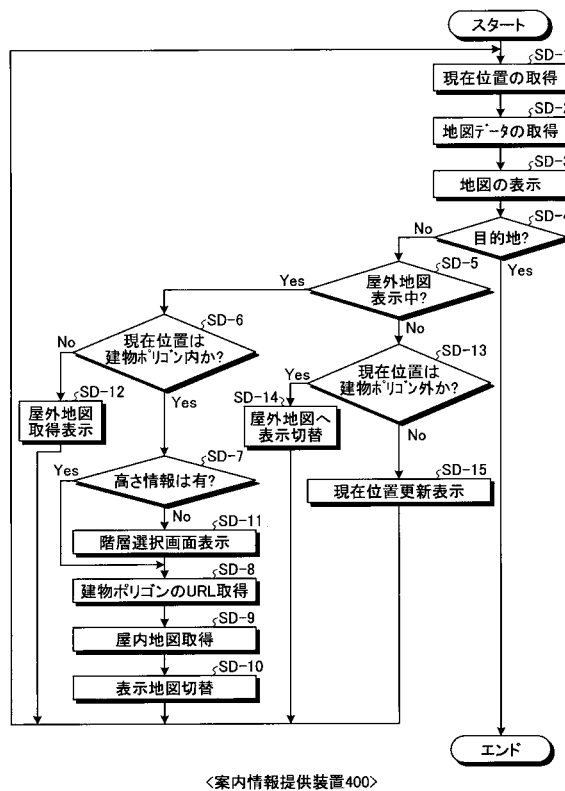 スタート
SD-1
現在位置の取得
SD-2
地図データの取得
SD-3
地図の表示
SD-4
目的地?
No
Yes
SD-5
屋外地図
表示中?
Yes
No
SD-6
現在位置は
建物ポリゴン内か?
No
Yes
SD-13
現在位置は
建物ポリゴン外か?
Yes
No
SD-12
屋外地図
取得表示
SD-14
屋外地図へ
表示切替
SD-7
高さ情報は有?
Yes
No
SD-15
現在位置更新表示
SD-11
階層選択画面表示
SD-8
建物ポリゴンのURL取得
SD-9
屋内地図取得
SD-10
表示地図切替
エンド
<案内情報提供装置400>